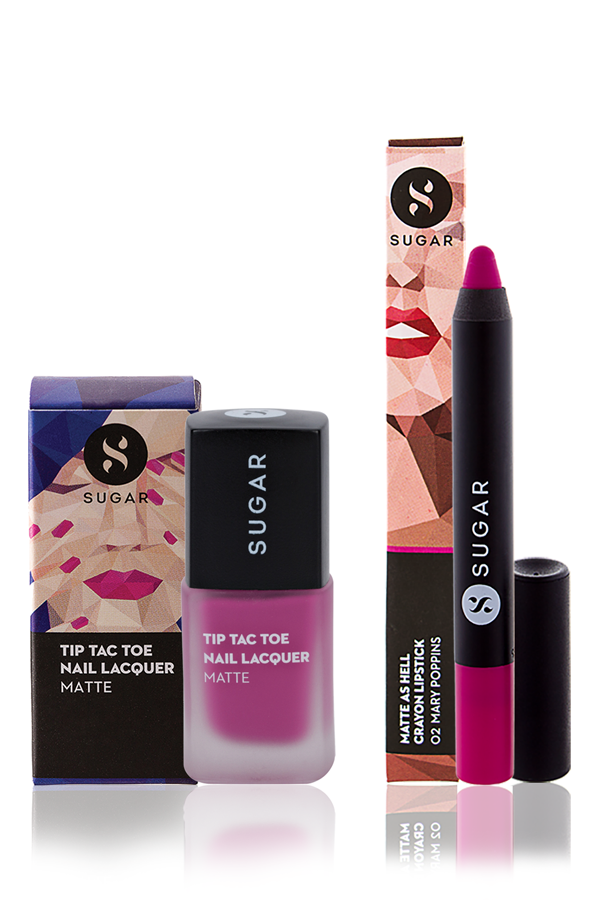 SUGAR
TIP TAC TOE
NAIL LACQUER
MATTE
SUGAR
TIP TAC TOE
NAIL LACQUER
MATTE
SUGAR
MATTE AS HELL
CRAYON LIPSTICK
02 MARY POPPINS
SUGAR